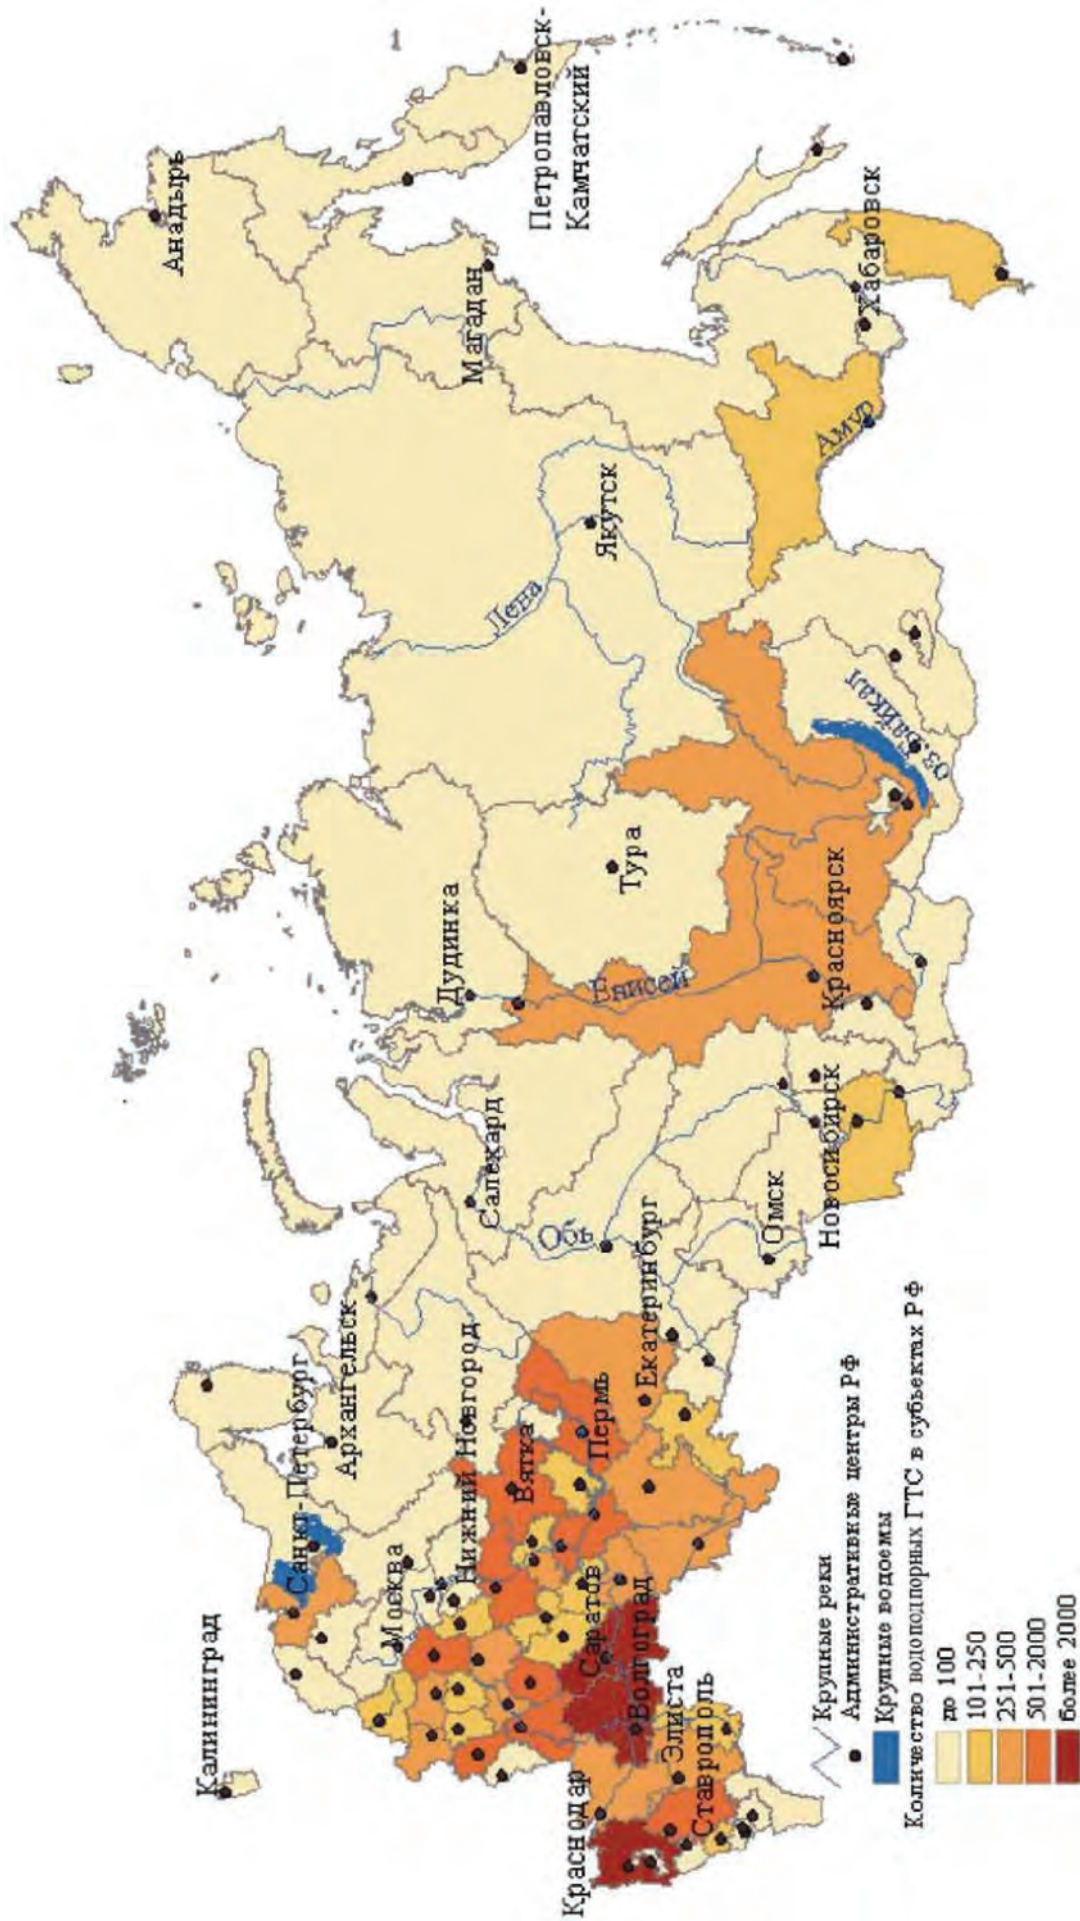 Калининград
Санкт-Петербург
Архангельск
Москва
Нижний Новгород
Вятка
Пермь
Екатеринбург
Салехард
Дудинка
Тура
Обь
Енисей
Лена
Якутск
Магадан
Анадырь
Петропавловск-
Камчатский
Хабаровск
Амур
оз.Байкал
Красноярск
Новосибирск
Омск
Саратов
Волгоград
Элиста
Ставрополь
Краснодар
Крупные реки
Административные центры РФ
Крупные водоемы
Количество водоподпорных ГТС в субъектах РФ
до 100
101-250
251-500
501-2000
более 2000